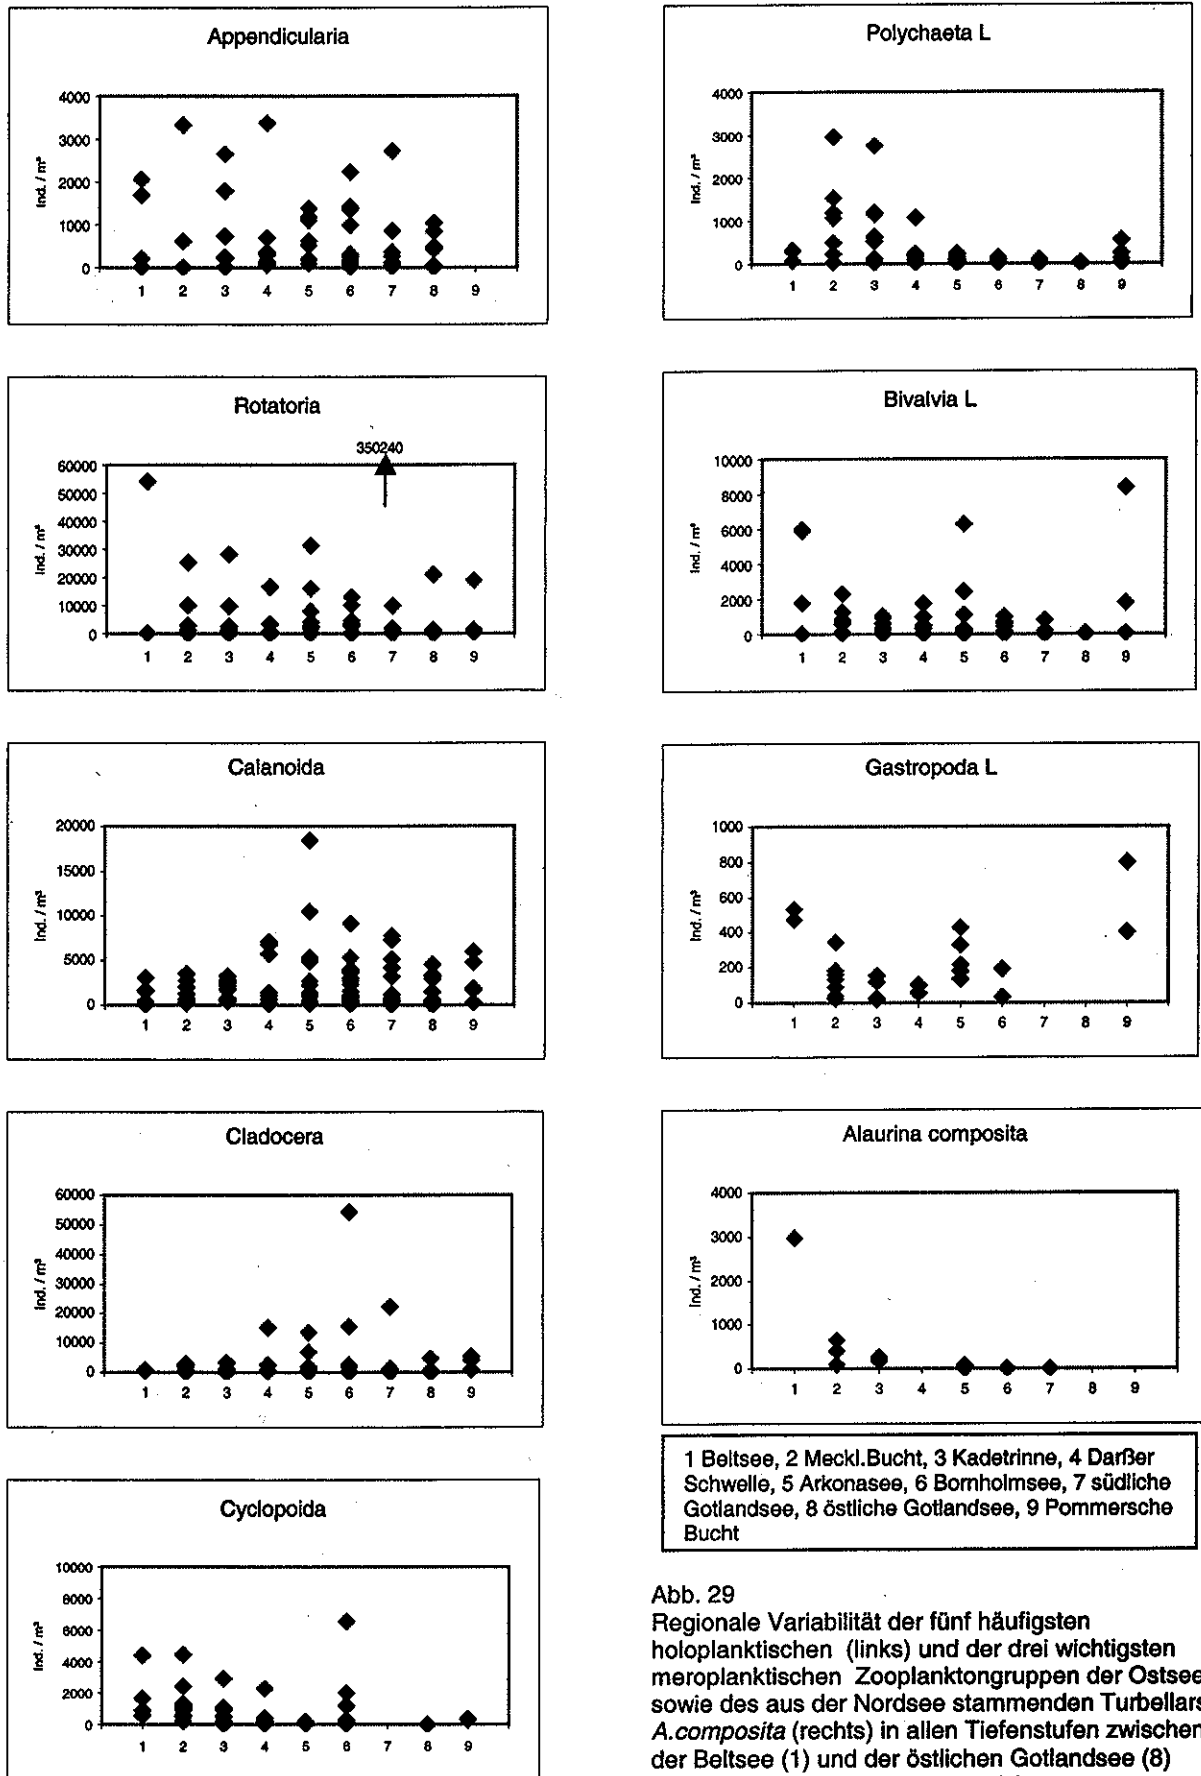 Appendicularia
4000
3000
2000
1000
0
Ind. / m³
1 2 3 4 5 6 7 8 9
Rotatoria
350240
60000
50000
40000
30000
20000
10000
0
Ind. / m³
1 2 3 4 5 6 7 8 9
Calanoida
20000
15000
10000
5000
0
Ind. / m³
1 2 3 4 5 6 7 8 9
Cladocera
60000
50000
40000
30000
20000
10000
0
Ind. / m³
1 2 3 4 5 6 7 8 9
Cyclopoida
10000
8000
6000
4000
2000
0
Ind. / m³
1 2 3 4 5 6 7 8 9
Polychaeta L
4000
3000
2000
1000
0
Ind. / m³
1 2 3 4 5 6 7 8 9
Bivalvia L
10000
8000
6000
4000
2000
0
Ind. / m³
1 2 3 4 5 6 7 8 9
Gastropoda L
1000
800
600
400
200
0
Ind. / m³
1 2 3 4 5 6 7 8 9
Alaurina composita
4000
3000
2000
1000
0
Ind. / m³
1 2 3 4 5 6 7 8 9
1 Beltsee, 2 Meckl.Bucht, 3 Kadetrinne, 4 Darßer
Schwelle, 5 Arkonasee, 6 Bornholmsee, 7 südliche
Gotlandsee, 8 östliche Gotlandsee, 9 Pommersche
Bucht
Abb. 29
Regionale Variabilität der fünf häufigsten
holoplanktischen (links) und der drei wichtigsten
meroplanktischen Zooplanktongruppen der Ostsee
sowie des aus der Nordsee stammenden Turbellars
A.composita (rechts) in allen Tiefenstufen zwischen
der Beltsee (1) und der östlichen Gotlandsee (8)